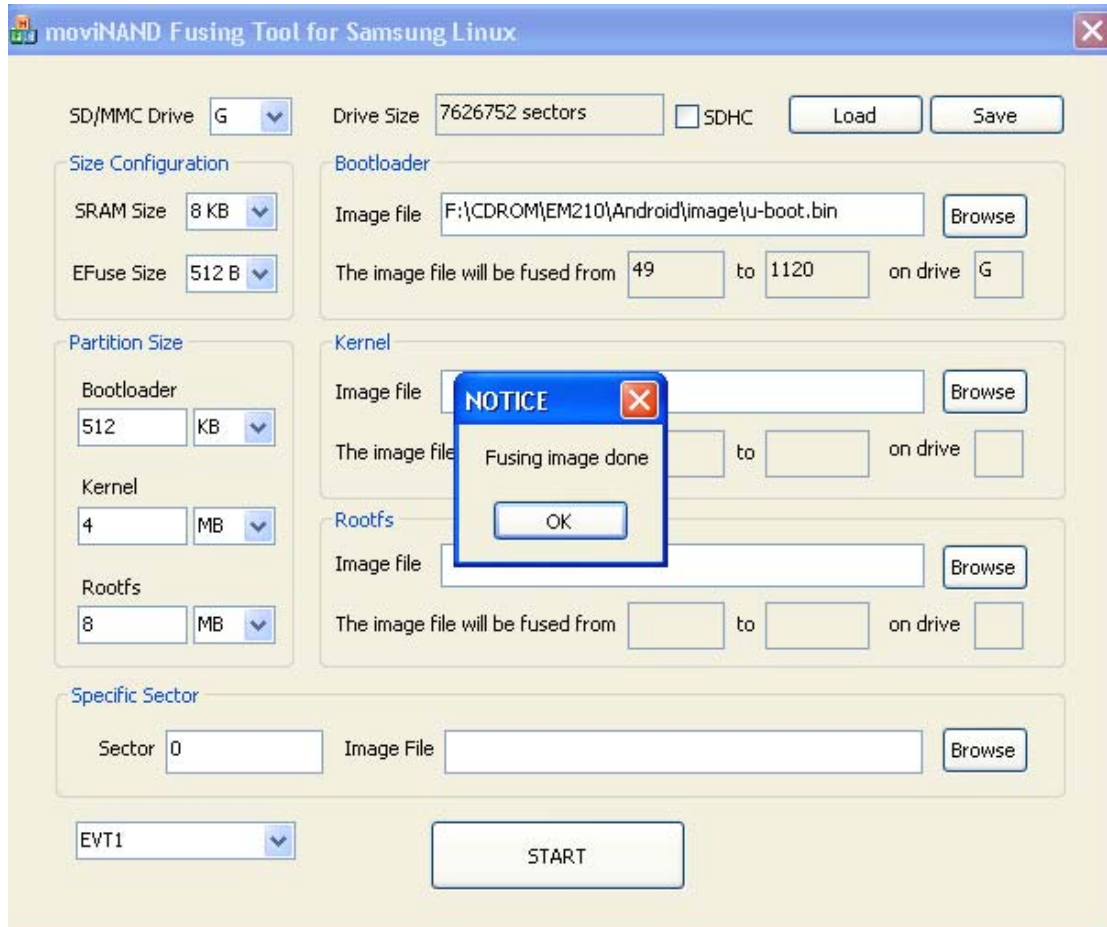 moviNAND Fusing Tool for Samsung Linux
SD/MMC Drive G Drive Size 7626752 sectors SDHC Load Save
Size Configuration
SRAM Size 8 KB
EFuse Size 512 B
Bootloader
Image file F:\CDROM\EM210\Android\image\u-boot.bin Browse
The image file will be fused from 49 to 1120 on drive G
Partition Size
Bootloader
512 KB
Kernel
4 MB
Rootfs
8 MB
Kernel
Image file Browse
The image file to on drive
NOTICE
Fusing image done
OK
Rootfs
Image file Browse
The image file will be fused from to on drive
Specific Sector
Sector 0 Image File Browse
EVT1 START